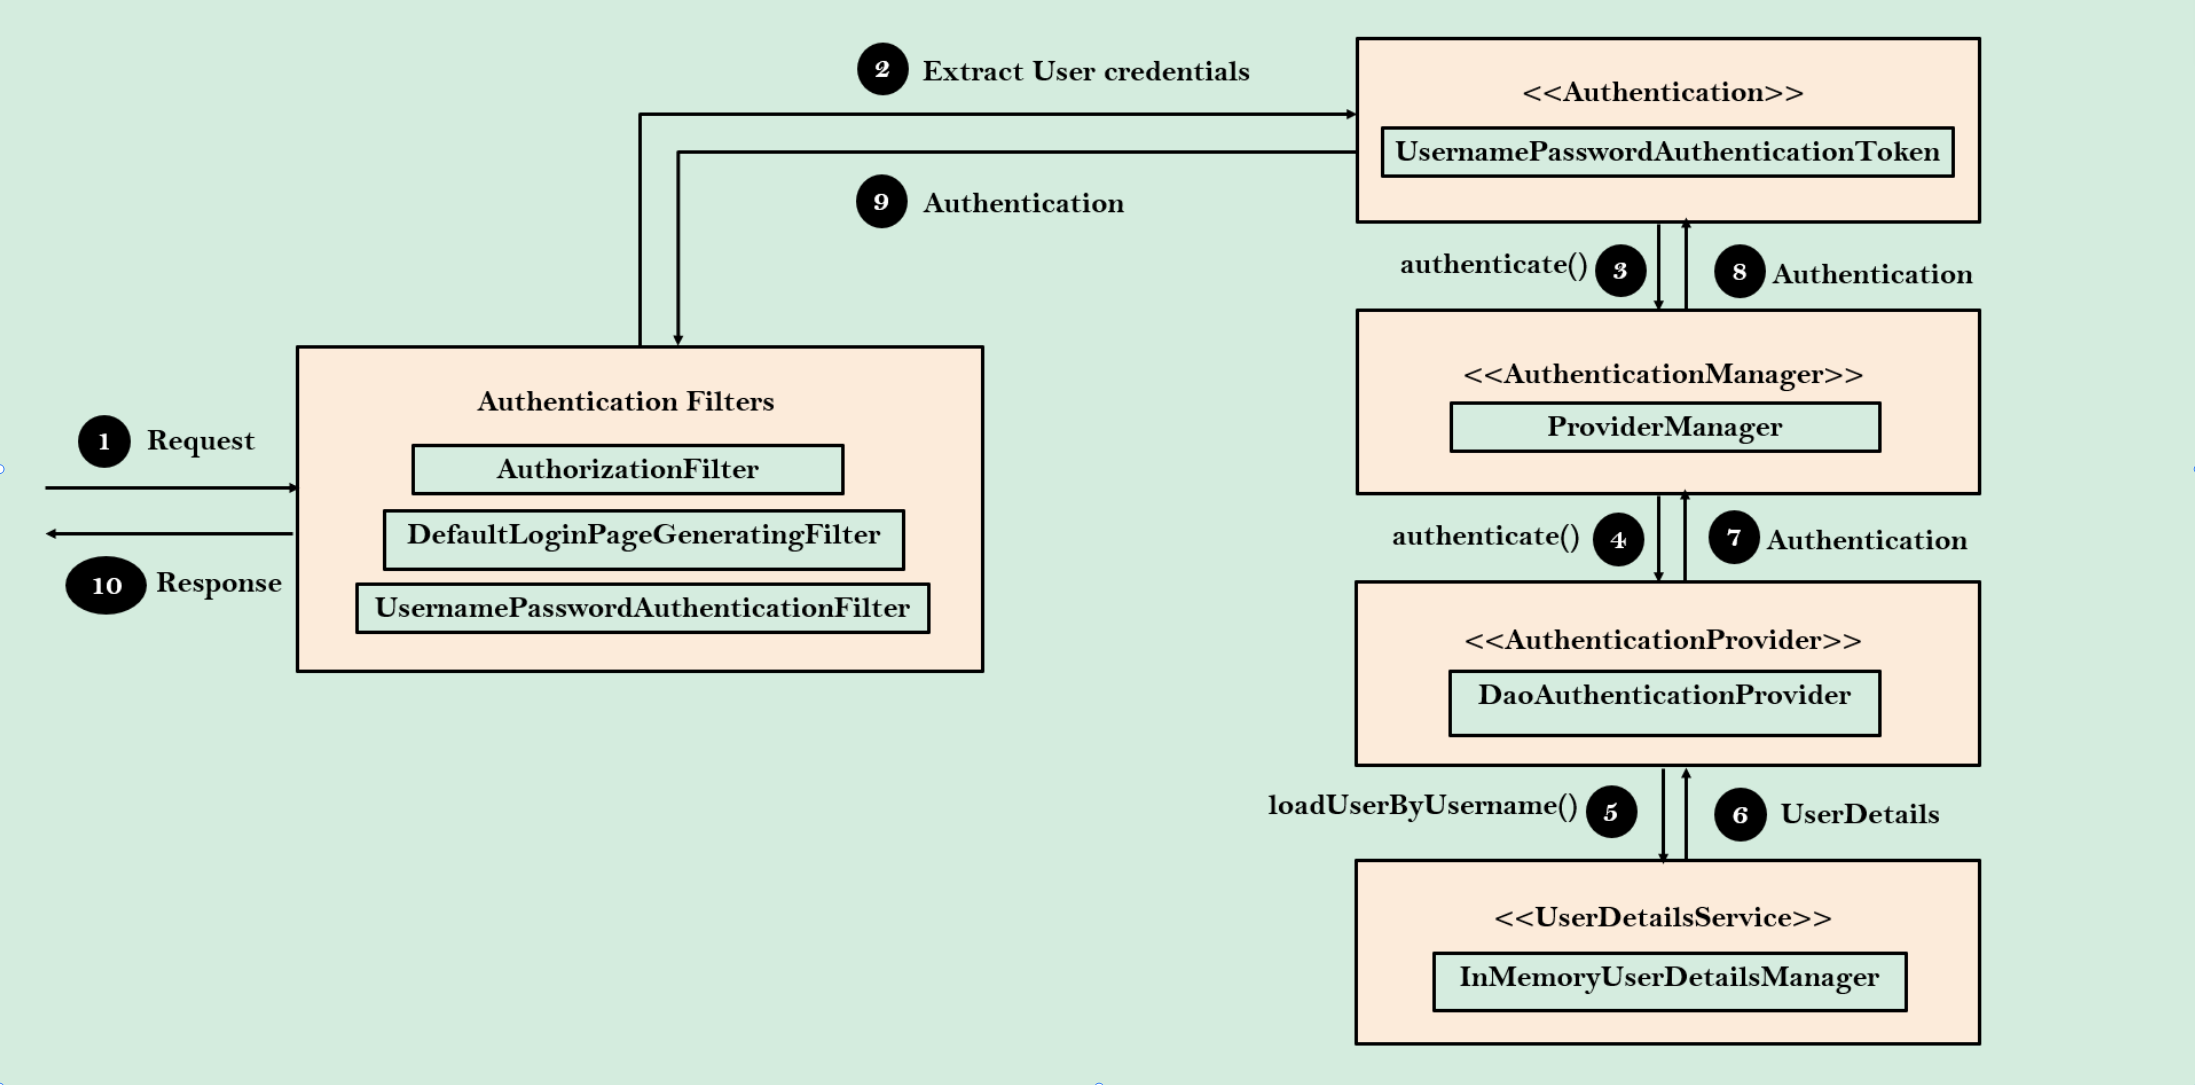 2 Extract User credentials
<<Authentication>>
UsernamePasswordAuthenticationToken
9 Authentication
authenticate() 3
8 Authentication
<<AuthenticationManager>>
ProviderManager
Authentication Filters
AuthorizationFilter
DefaultLoginPageGeneratingFilter
UsernamePasswordAuthenticationFilter
1 Request
10 Response
authenticate() 4
7 Authentication
<<AuthenticationProvider>>
DaoAuthenticationProvider
loadUserByUsername() 5
6 UserDetails
<<UserDetailsService>>
InMemoryUserDetailsManager